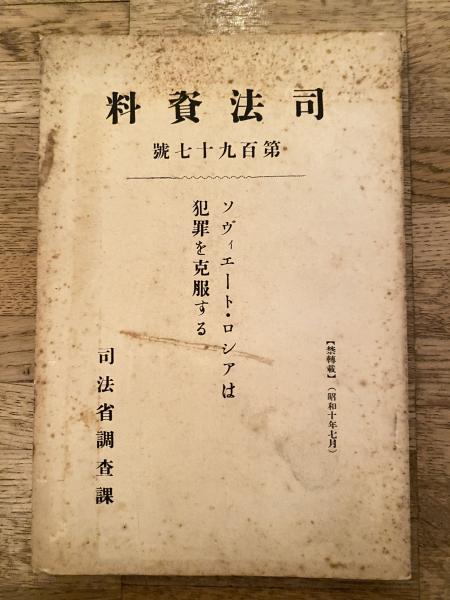 司法資料
第百九十七號
【禁轉載】(昭和十年七月)
ソヴィエート・ロシアは
犯罪を克服する
司法省調査課